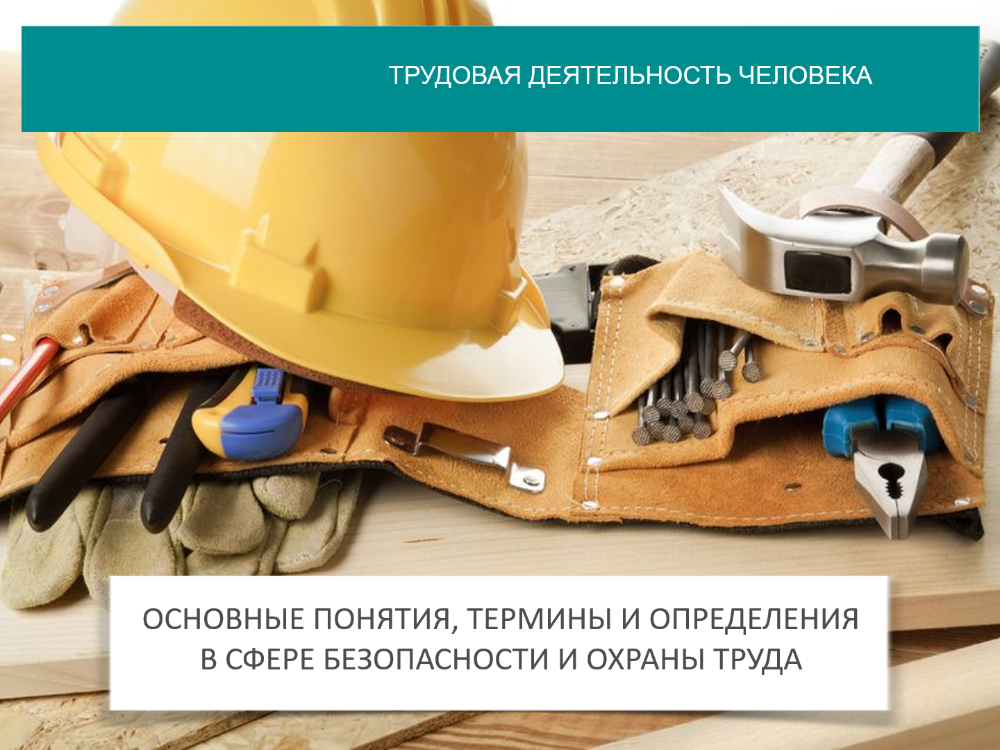 ТРУДОВАЯ ДЕЯТЕЛЬНОСТЬ ЧЕЛОВЕКА
ОСНОВНЫЕ ПОНЯТИЯ, ТЕРМИНЫ И ОПРЕДЕЛЕНИЯ
В СФЕРЕ БЕЗОПАСНОСТИ И ОХРАНЫ ТРУДА